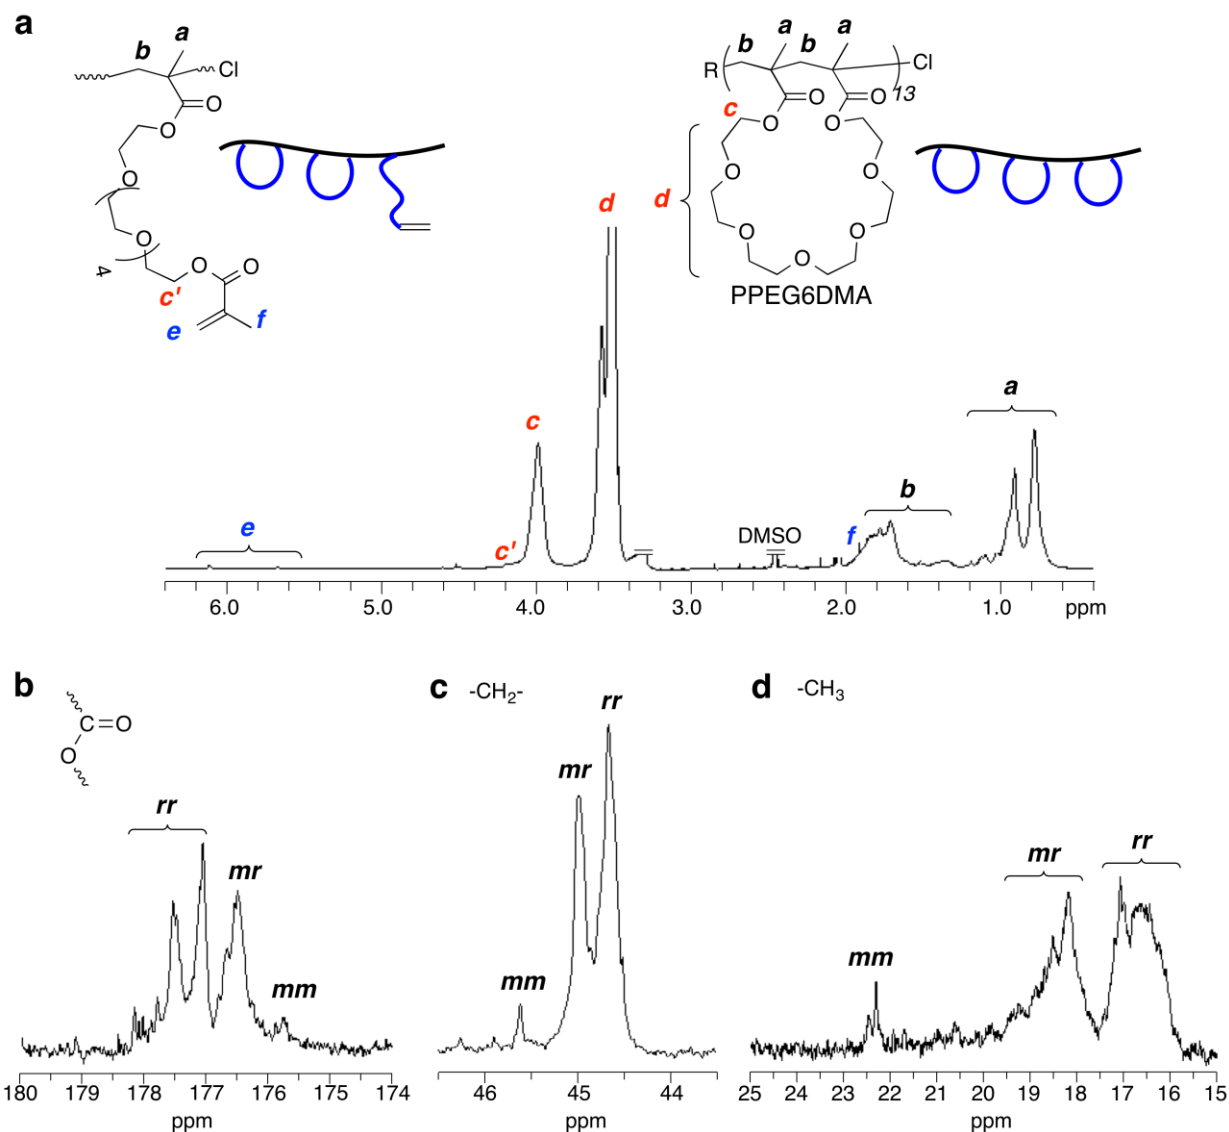 a
b a
Cl
O
O
O
O
4
O
O
c'
e f
b a b a
R Cl
13
O O
c
O O
d
O O
O O
O
PPEG6DMA
d
c
c'
e
DMSO
f
b
a
6.0 5.0 4.0 3.0 2.0 1.0 ppm
b
C=O
O
rr
mr
mm
180 179 178 177 176 175 174
ppm
c -CH2-
rr
mr
mm
46 45 44
ppm
d -CH3
mm
mr
rr
25 24 23 22 21 20 19 18 17 16 15
ppm